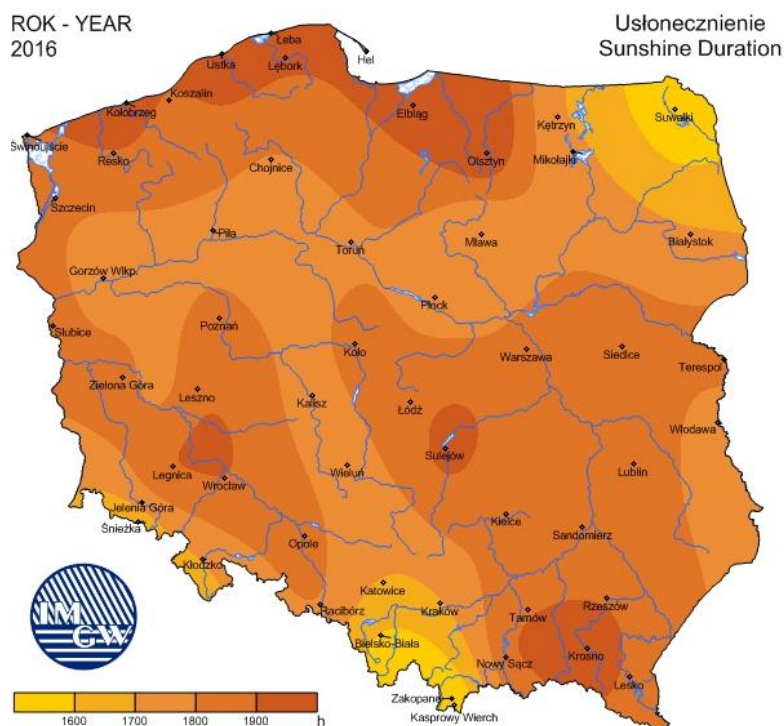 ROK - YEAR
2016
Usłonecznienie
Sunshine Duration
Łeba
Ustka
Lębork
Hel
Koszalin
Kołobrzeg
Elbląg
Suwałki
Kętrzyn
Świnoujście
Resko
Chojnice
Olsztyn
Mikołajki
Szczecin
Piła
Toruń
Mława
Białystok
Gorzów Wlkp.
Płock
Słubice
Poznań
Koło
Warszawa
Siedlce
Terespol
Zielona Góra
Leszno
Kalisz
Łódź
Włodawa
Sulejów
Legnica
Wrocław
Wieluń
Lublin
Jelenia Góra
Śnieżka
Kielce
Sandomierz
Opole
Kłodzko
Katowice
Racibórz
Kraków
Tarnów
Rzeszów
Bielsko-Biała
Nowy Sącz
Krosno
Lesko
Zakopane
Kasprowy Wierch
IM
GW
1600 1700 1800 1900 h